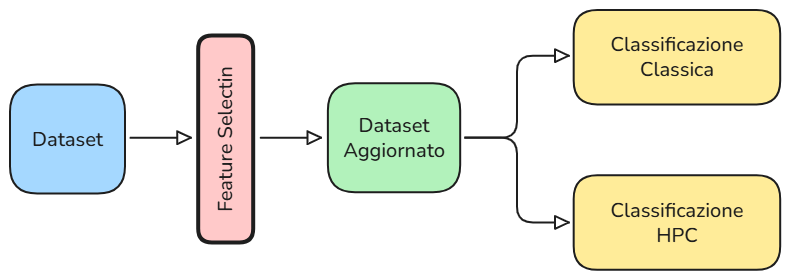 Dataset
Feature Selectin
Dataset
Aggiornato
Classificazione
Classica
Classificazione
HPC